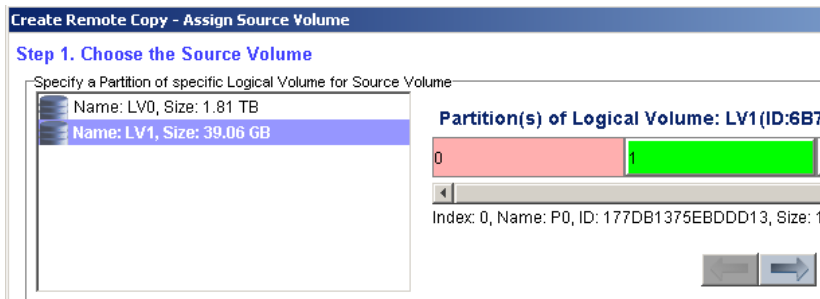 Create Remote Copy - Assign Source Volume
Step 1. Choose the Source Volume
Specify a Partition of specific Logical Volume for Source Volume
Name: LV0, Size: 1.81 TB
Name: LV1, Size: 39.06 GB
Partition(s) of Logical Volume: LV1(ID:6B7
0
1
Index: 0, Name: P0, ID: 177DB1375EBDDD13, Size: 1